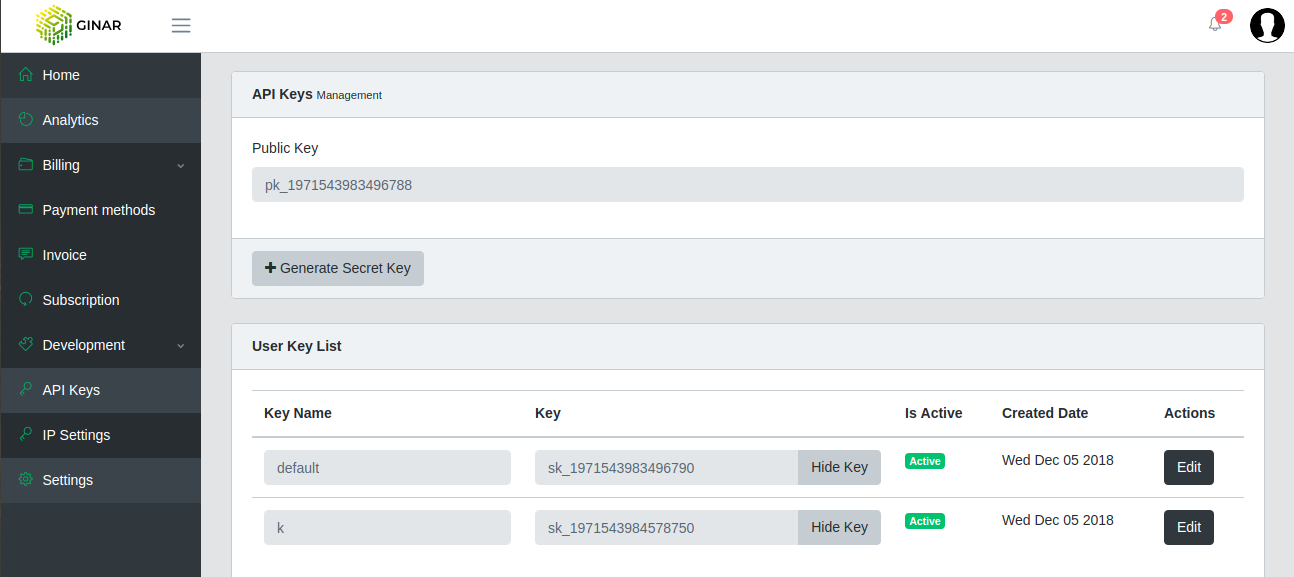 GINAR
2
Home
Analytics
Billing
Payment methods
Invoice
Subscription
Development
API Keys
IP Settings
Settings
API Keys Management
Public Key
pk_1971543983496788
Generate Secret Key
User Key List
Key Name Key Is Active Created Date Actions
default sk_1971543983496790 Hide Key Active Wed Dec 05 2018 Edit
k sk_1971543984578750 Hide Key Active Wed Dec 05 2018 Edit